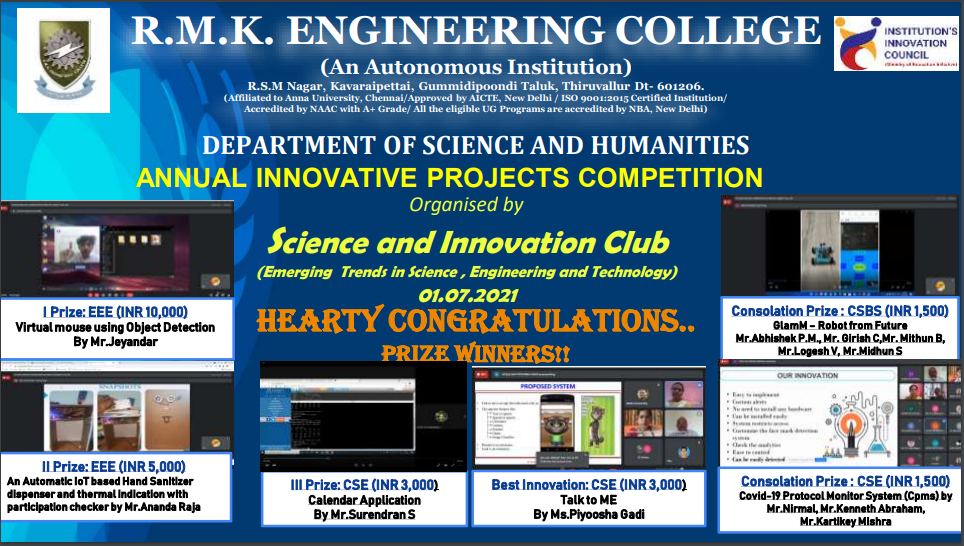 R.M.K. ENGINEERING COLLEGE
(An Autonomous Institution)
R.S.M Nagar, Kavaraipettai, Gummidipoondi Taluk, Thiruvallur Dt- 601206.
(Affiliated to Anna University, Chennai/Approved by AICTE, New Delhi / ISO 9001:2015 Certified Institution/
Accredited by NAAC with A+ Grade/ All the eligible UG Programs are accredited by NBA, New Delhi)
INSTITUTION'S
INNOVATION
COUNCIL
(Ministry of Education Initiative)
DEPARTMENT OF SCIENCE AND HUMANITIES
ANNUAL INNOVATIVE PROJECTS COMPETITION
Organised by
Science and Innovation Club
(Emerging Trends in Science , Engineering and Technology)
01.07.2021
HEARTY CONGRATULATIONS..
PRIZE WINNERS!!
I Prize: EEE (INR 10,000)
Virtual mouse using Object Detection
By Mr.Jeyandar
SNAPSHOTS
II Prize: EEE (INR 5,000)
An Automatic IoT based Hand Sanitizer
dispenser and thermal indication with
participation checker by Mr.Ananda Raja
III Prize: CSE (INR 3,000)
Calendar Application
By Mr.Surendran S
PROPOSED SYSTEM
Best Innovation: CSE (INR 3,000)
Talk to ME
By Ms.Piyoosha Gadi
Consolation Prize : CSBS (INR 1,500)
GlamM – Robot from Future
Mr.Abhishek P.M., Mr. Girish C,Mr. Mithun B,
Mr.Logesh V, Mr.Midhun S
OUR INNOVATION
Easy to implement
Custom alerts
No need to install any hardware
Can be installed easily
System restricts access
Customise the face mask detection
system
Check the analytics
Ease to control
Can be easily detected
Consolation Prize : CSE (INR 1,500)
Covid-19 Protocol Monitor System (Cpms) by
Mr.Nirmal, Mr.Kenneth Abraham,
Mr.Kartikey Mishra